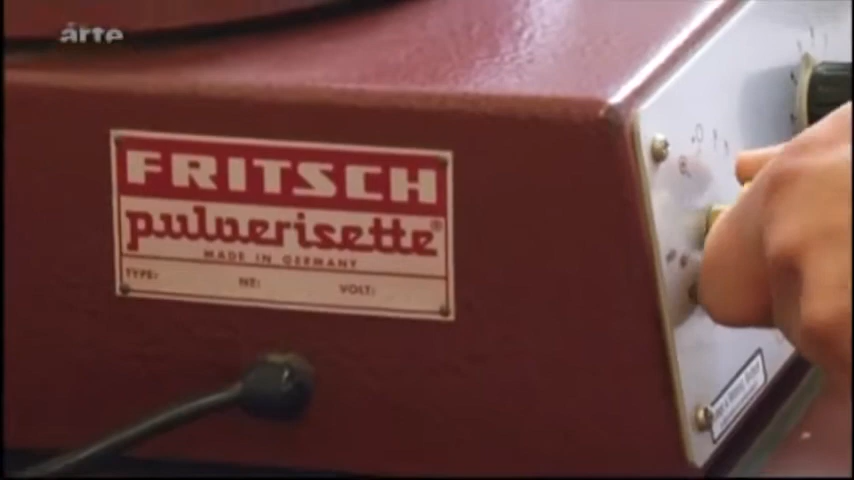 arte
FRITSCH
pulverisette®
MADE IN GERMANY
TYPE: NR: VOLT: